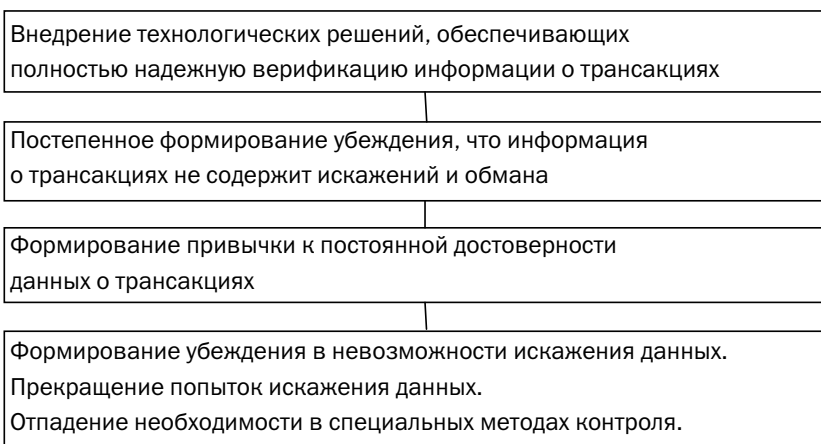 Внедрение технологических решений, обеспечивающих
полностью надежную верификацию информации о трансакциях
Постепенное формирование убеждения, что информация
о трансакциях не содержит искажений и обмана
Формирование привычки к постоянной достоверности
данных о трансакциях
Формирование убеждения в невозможности искажения данных.
Прекращение попыток искажения данных.
Отпадение необходимости в специальных методах контроля.